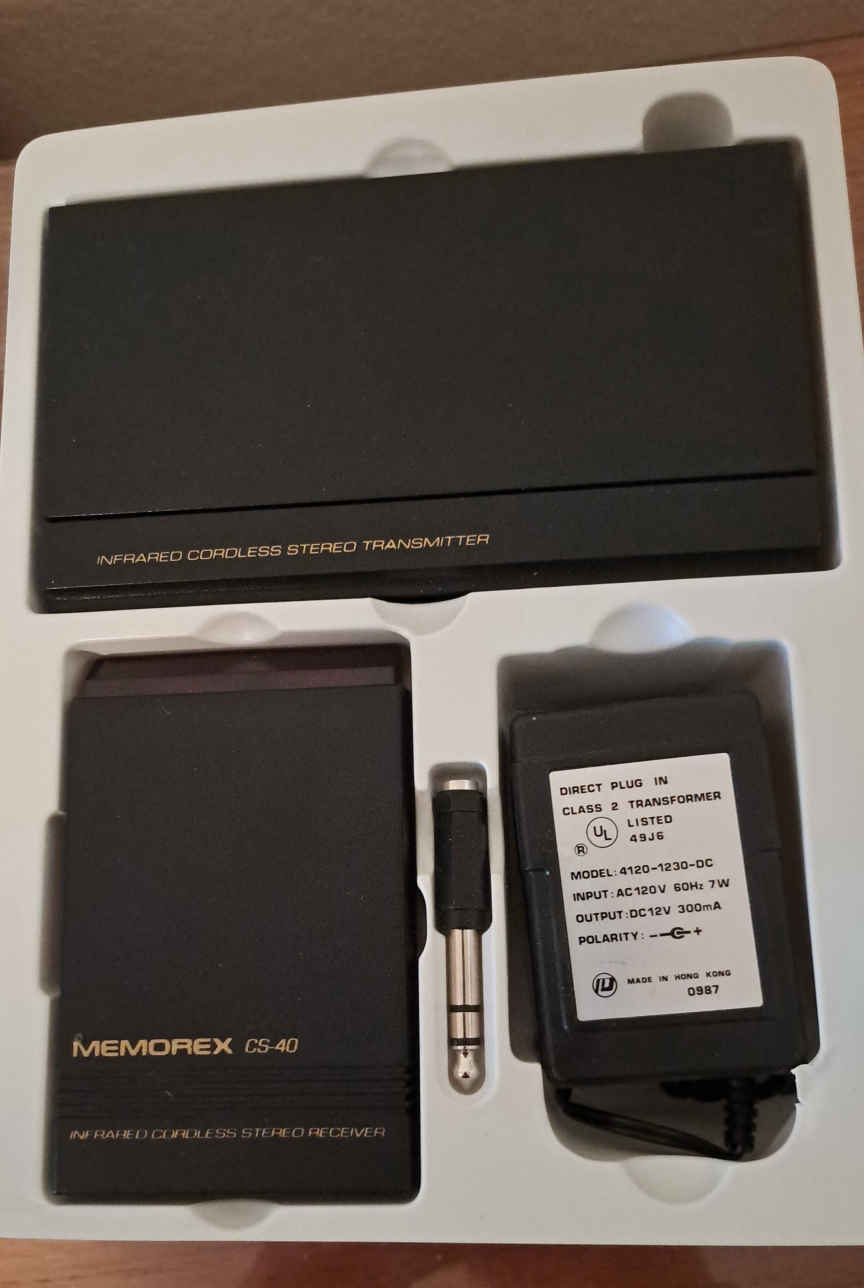 INFRARED CORDLESS STEREO TRANSMITTER
MEMOREX CS-40
INFRARED CORDLESS STEREO RECEIVER
DIRECT PLUG IN
CLASS 2 TRANSFORMER
UL LISTED
® 49J6
MODEL:4120-1230-DC
INPUT:AC120V 60Hz 7W
OUTPUT:DC12V 300mA
POLARITY: - +
MADE IN HONG KONG
0987